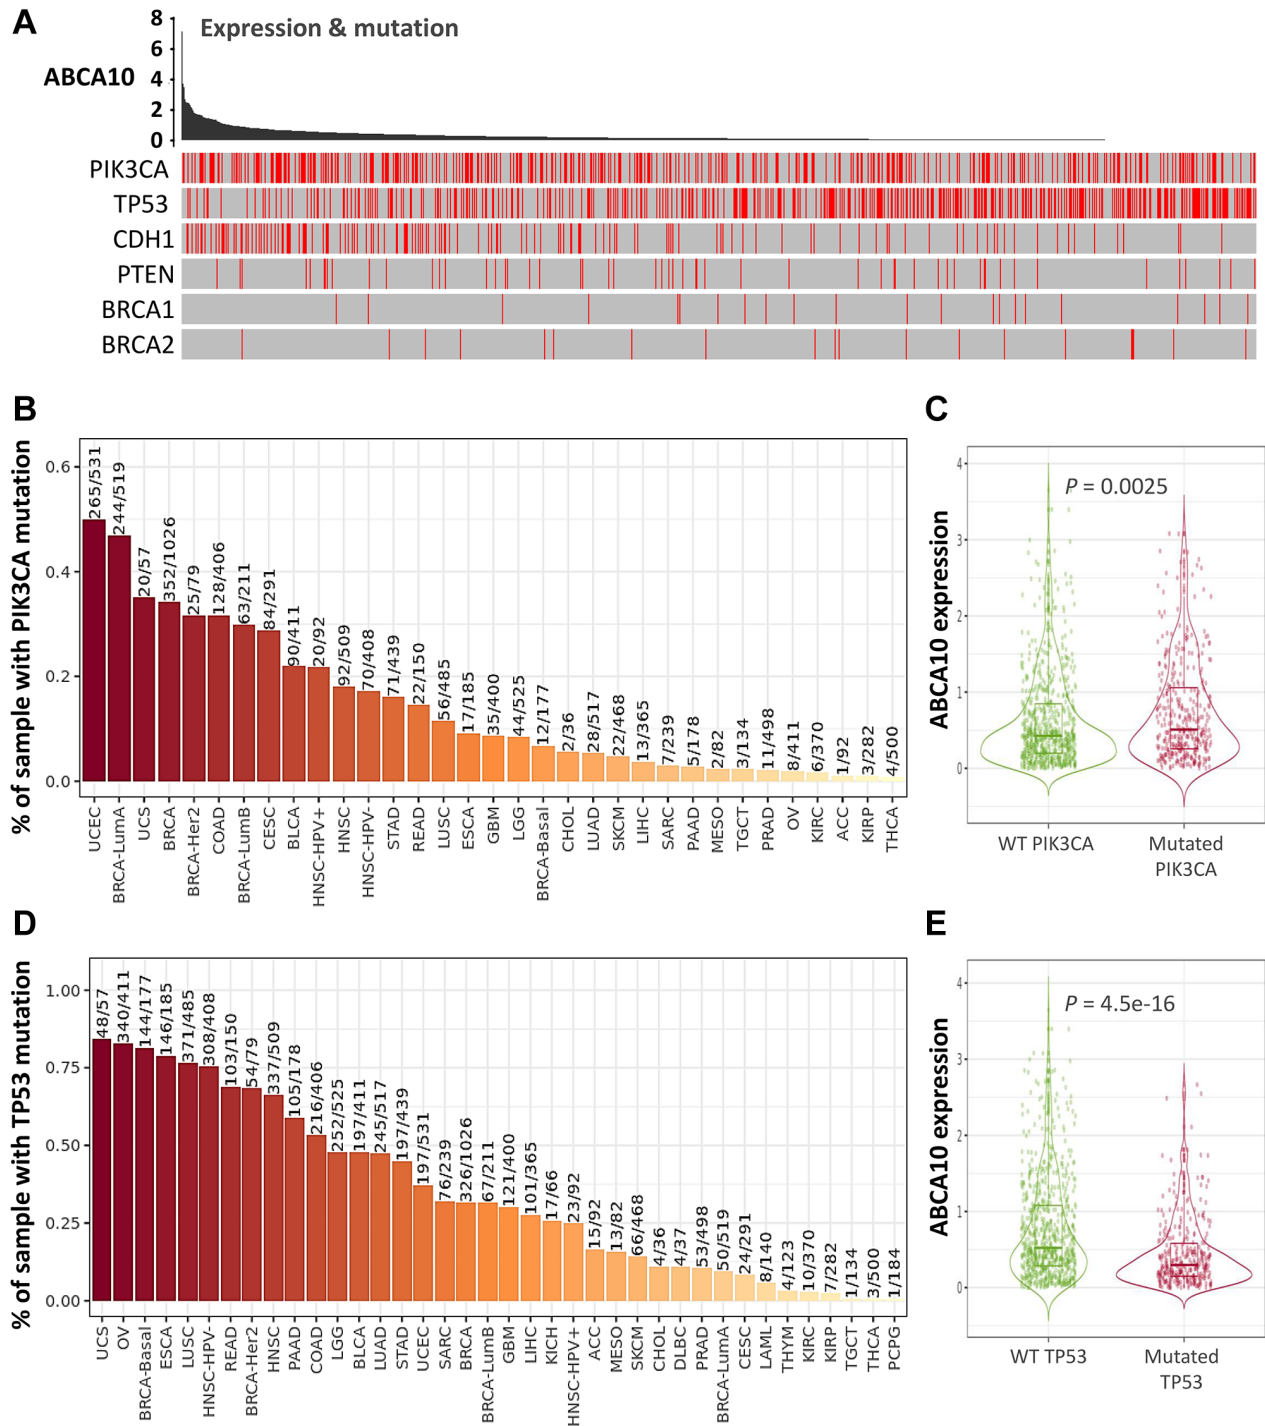 A
Expression & mutation
ABCA10
8
6
4
2
0
PIK3CA
TP53
CDH1
PTEN
BRCA1
BRCA2
B
% of sample with PIK3CA mutation
0.6
0.4
0.2
0.0
265/531
244/519
20/57
352/1026
25/79
128/406
63/211
84/291
90/411
20/92
92/509
70/408
71/439
22/150
56/485
17/185
35/400
44/525
12/177
2/36
28/517
22/468
13/365
7/239
5/178
2/82
3/134
11/498
8/411
6/370
1/92
3/282
4/500
UCEC
BRCA-LumA
UCS
BRCA
BRCA-Her2
COAD
BRCA-LumB
CESC
BLCA
HNSC-HPV+
HNSC
HNSC-HPV-
STAD
READ
LUSC
ESCA
GBM
LGG
BRCA-Basal
CHOL
LUAD
SKCM
LIHC
SARC
PAAD
MESO
TGCT
PRAD
OV
KIRC
ACC
KIRP
THCA
C
ABCA10 expression
4
3
2
1
0
P = 0.0025
WT PIK3CA
Mutated
PIK3CA
D
% of sample with TP53 mutation
1.00
0.75
0.50
0.25
0.00
48/57
340/411
144/177
146/185
371/485
308/408
103/150
54/79
337/509
105/178
216/406
252/525
197/411
245/517
197/439
197/531
76/239
326/1026
67/211
121/400
101/365
17/66
23/92
15/92
13/82
66/468
4/36
4/37
53/498
50/519
24/291
8/140
4/123
10/370
7/282
1/134
3/500
1/184
UCS
OV
BRCA-Basal
ESCA
LUSC
HNSC-HPV-
READ
BRCA-Her2
HNSC
PAAD
COAD
LGG
BLCA
LUAD
STAD
UCEC
SARC
BRCA
BRCA-LumB
GBM
LIHC
KICH
HNSC-HPV+
ACC
MESO
SKCM
CHOL
DLBC
PRAD
BRCA-LumA
CESC
LAML
THYM
KIRC
KIRP
TGCT
THCA
PCPG
E
ABCA10 expression
4
3
2
1
0
P = 4.5e-16
WT TP53
Mutated
TP53